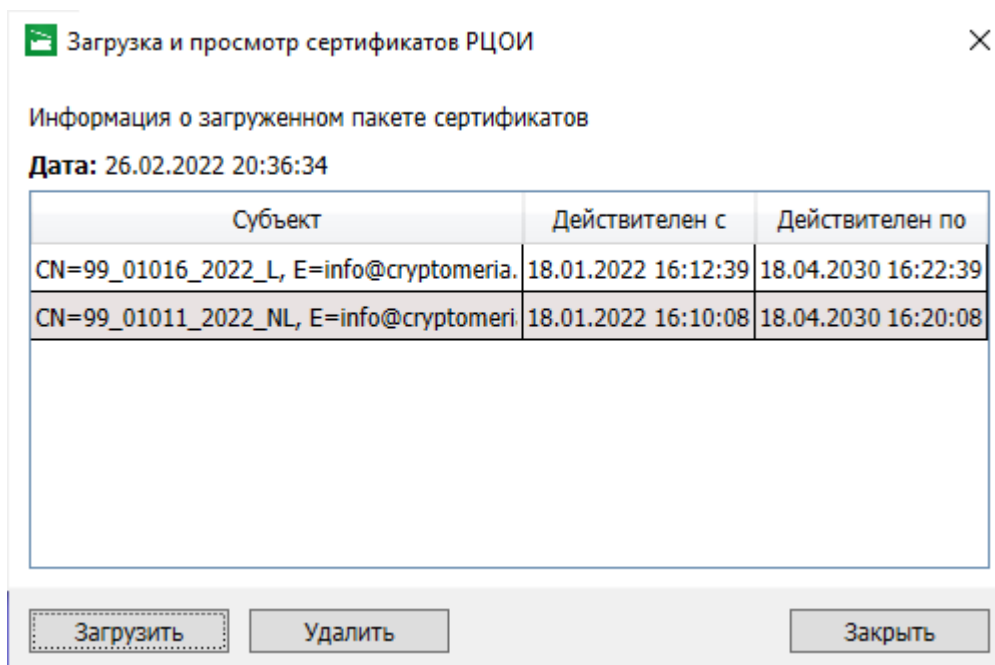 Загрузка и просмотр сертификатов РЦОИ
Информация о загруженном пакете сертификатов
Дата: 26.02.2022 20:36:34
Субъект Действителен с Действителен по
CN=99_01016_2022_L, E=info@cryptomeria. 18.01.2022 16:12:39 18.04.2030 16:22:39
CN=99_01011_2022_NL, E=info@cryptomeri 18.01.2022 16:10:08 18.04.2030 16:20:08
Загрузить Удалить Закрыть